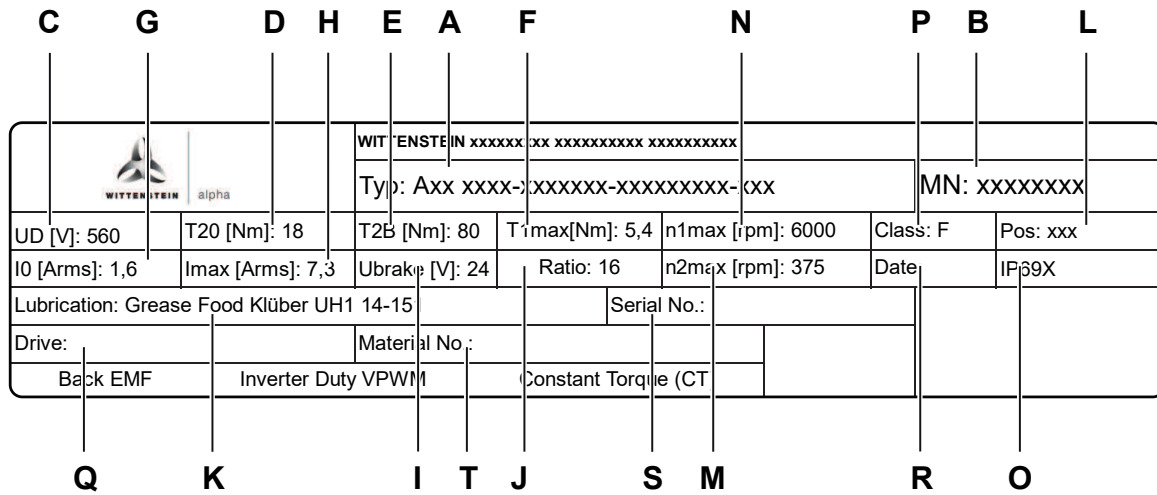 C G D H E A F N P B L
WITTENSTEIN alpha
WITTENSTEIN xxxxxxxxx xxxxxxxxxx xxxxxxxxxx
Typ: Axx xxxx-xxxxxxx-xxxxxxxxx-xxx
MN: xxxxxxxx
UD [V]: 560 T20 [Nm]: 18 T2B [Nm]: 80 T1max[Nm]: 5,4 n1max [rpm]: 6000 Class: F Pos: xxx
I0 [Arms]: 1,6 Imax [Arms]: 7,3 Ubrake [V]: 24 Ratio: 16 n2max [rpm]: 375 Date IP69X
Lubrication: Grease Food Klüber UH1 14-151 Serial No.:
Drive: Material No.:
Back EMF Inverter Duty VPWM Constant Torque (CT)
Q K I T J S M R O